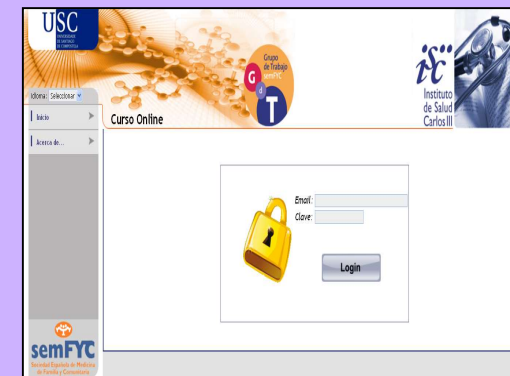 USC
UNIVERSIDADE
DE SANTIAGO
DE COMPOSTELA
Idioma: Seleccionar
Inicio
Acerca de...
Curso Online
Grupo
de Trabajo
semFYC
G
d
T
Instituto
de Salud
Carlos III
Email:
Clave:
Login
semFYC
Sociedad Española de Medicina
de Familia y Comunitaria